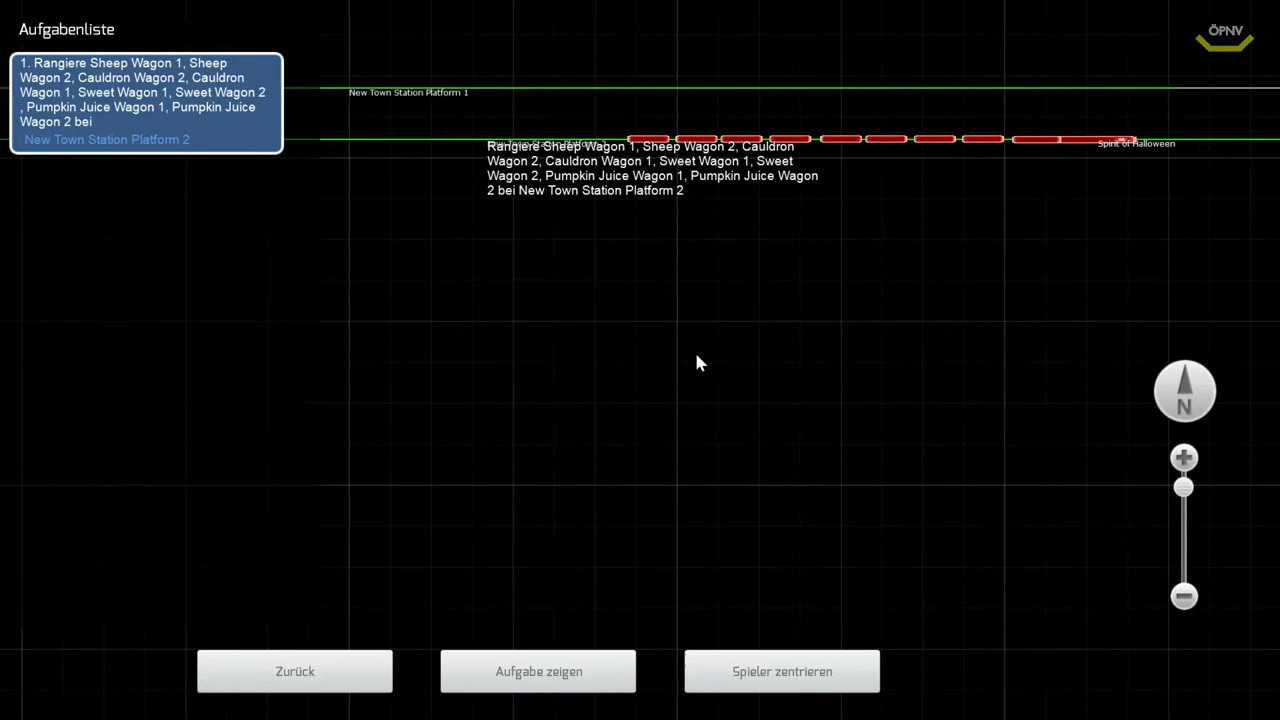 Aufgabenliste
ÖPNV
1. Rangiere Sheep Wagon 1, Sheep
Wagon 2, Cauldron Wagon 2, Cauldron
Wagon 1, Sweet Wagon 1, Sweet Wagon 2
, Pumpkin Juice Wagon 1, Pumpkin Juice
Wagon 2 bei
New Town Station Platform 2
New Town Station Platform 1
Spirit of Halloween
Rangiere Sheep Wagon 1, Sheep Wagon 2, Cauldron
Wagon 2, Cauldron Wagon 1, Sweet Wagon 1, Sweet
Wagon 2, Pumpkin Juice Wagon 1, Pumpkin Juice Wagon
2 bei New Town Station Platform 2
N
Zurück
Aufgabe zeigen
Spieler zentrieren